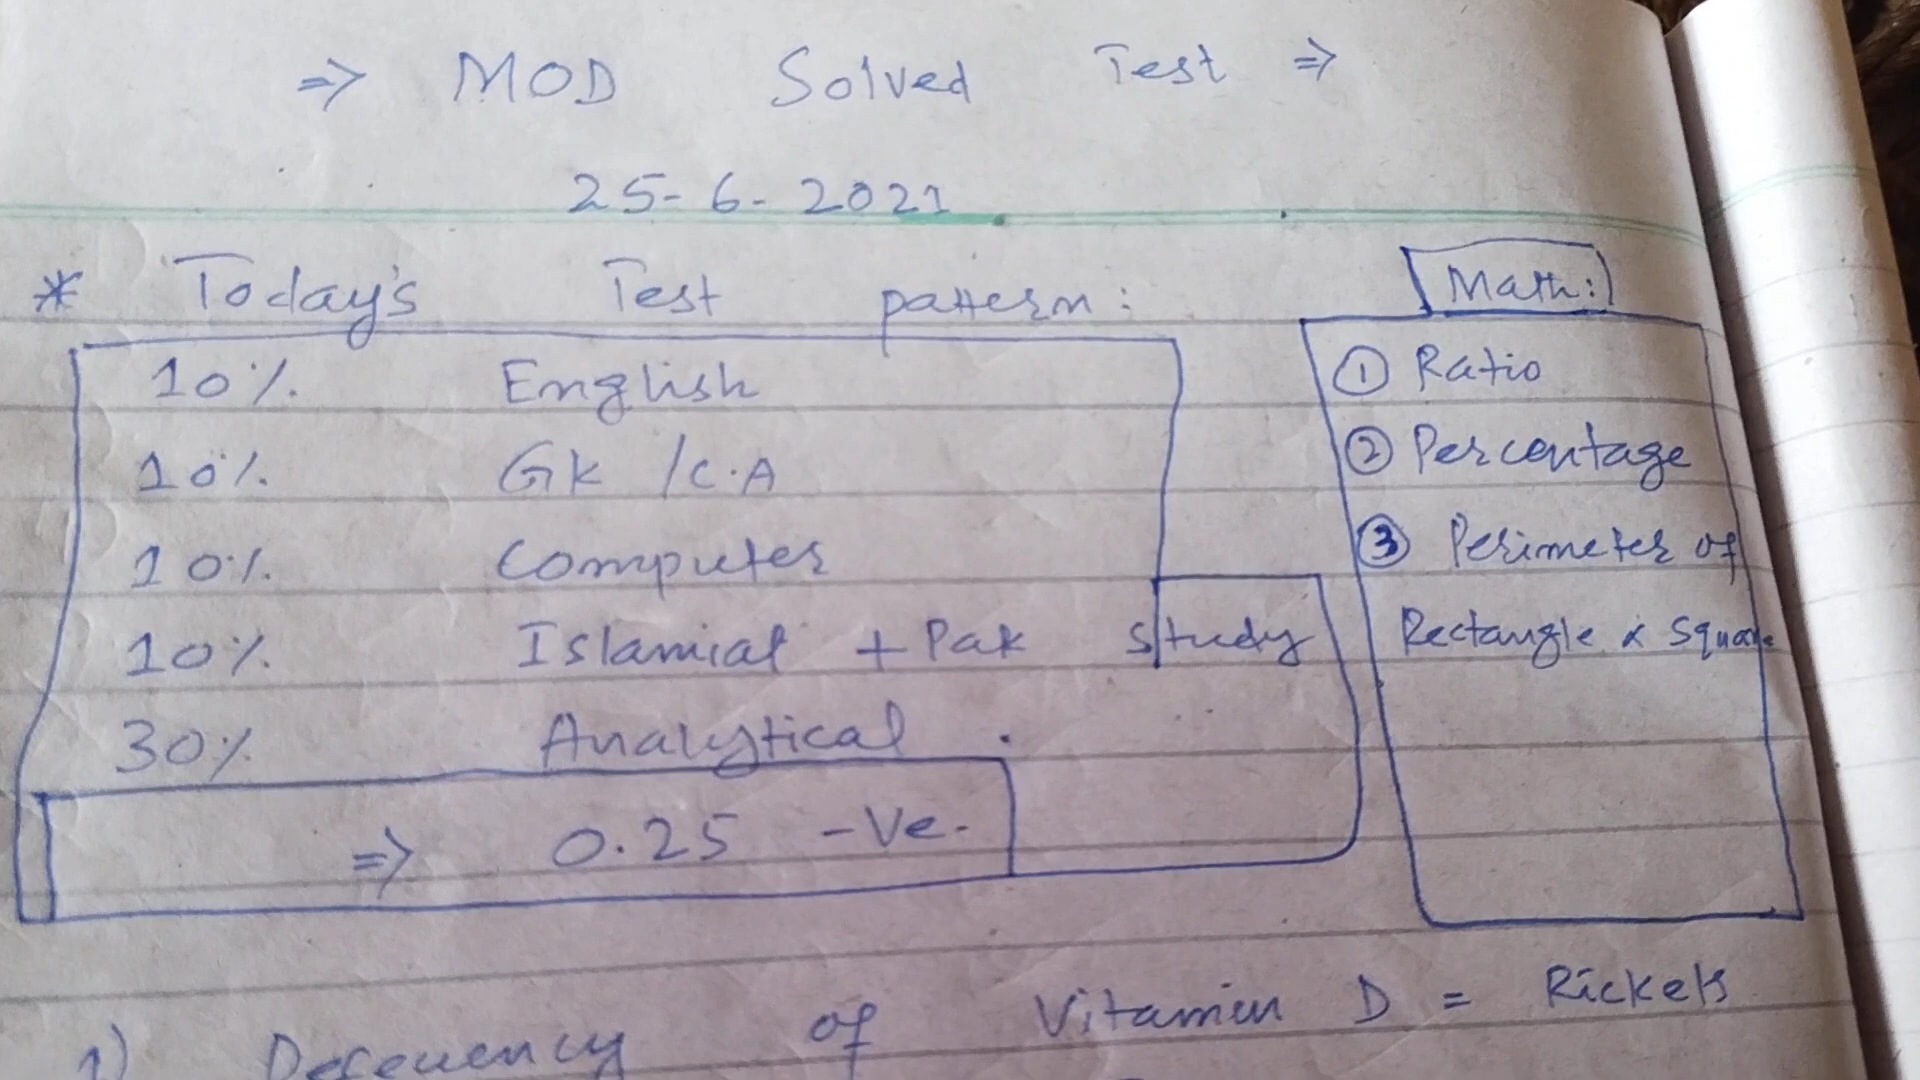 ⇒ MOD Solved Test ⇒
25-6-2021
* Today's Test pattern:
10% English
10% GK / C.A
10% Computer
10% Islamiat + Pak Study
30% Analytical .
⇒ 0.25 -Ve.
Math:
① Ratio
② Percentage
③ Perimeter of
Rectangle & Square
1) Defeuency of Vitamin D = Rickets